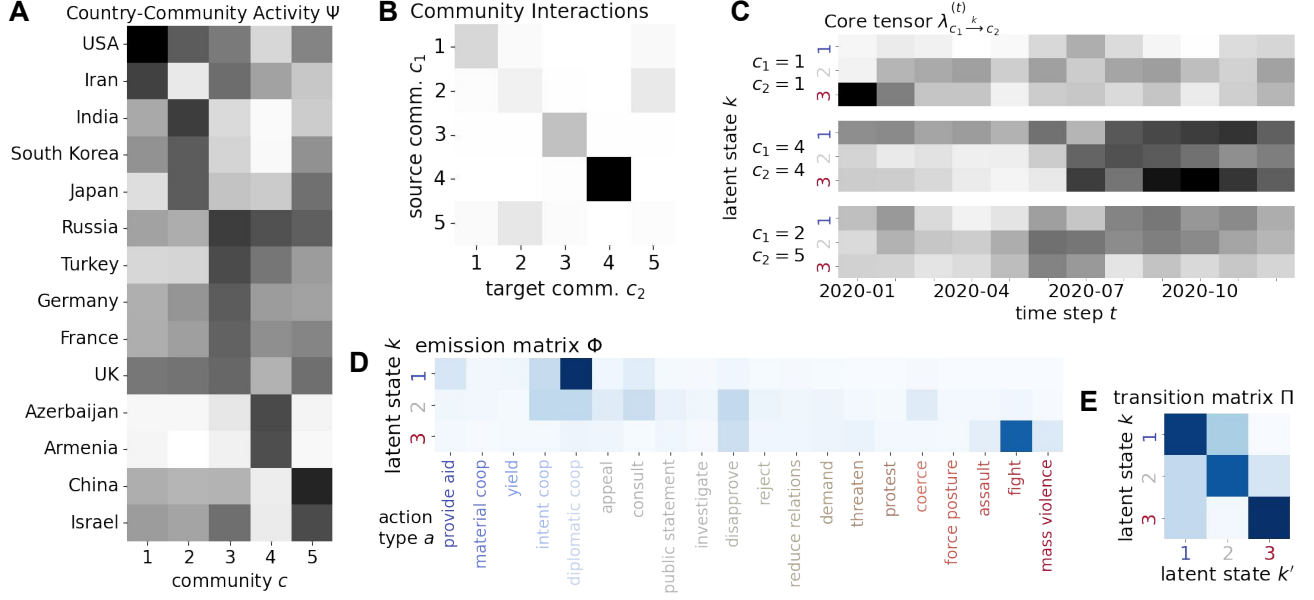 A
Country-Community Activity Ψ
USA
Iran
India
South Korea
Japan
Russia
Turkey
Germany
France
UK
Azerbaijan
Armenia
China
Israel
1 2 3 4 5
community c
B
Community Interactions
source comm. c₁
1
2
3
4
5
1 2 3 4 5
target comm. c₂
C
Core tensor λ^(t)_{c₁ →^k c₂}
latent state k
c₁ = 1
c₂ = 1
1
2
3
c₁ = 4
c₂ = 4
1
2
3
c₁ = 2
c₂ = 5
1
2
3
2020-01 2020-04 2020-07 2020-10
time step t
D
emission matrix Φ
latent state k
1
2
3
action
type a
provide aid
material coop
yield
intent coop
diplomatic coop
appeal
consult
public statement
investigate
disapprove
reject
reduce relations
demand
threaten
protest
coerce
force posture
assault
fight
mass violence
E
transition matrix Π
latent state k
1
2
3
1 2 3
latent state k′